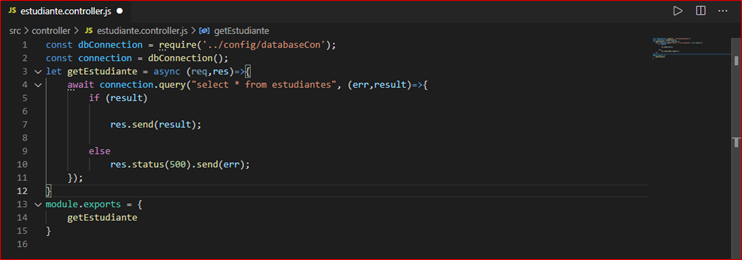 JS estudiante.controller.js ●
src > controller > JS estudiante.controller.js > getEstudiante
1 const dbConnection = require('../config/databaseCon');
2 const connection = dbConnection();
3 let getEstudiante = async (req,res)=>{
4 await connection.query("select * from estudiantes", (err,result)=>{
5 if (result)
6
7 res.send(result);
8
9 else
10 res.status(500).send(err);
11 });
12 }
13 module.exports = {
14 getEstudiante
15 }
16